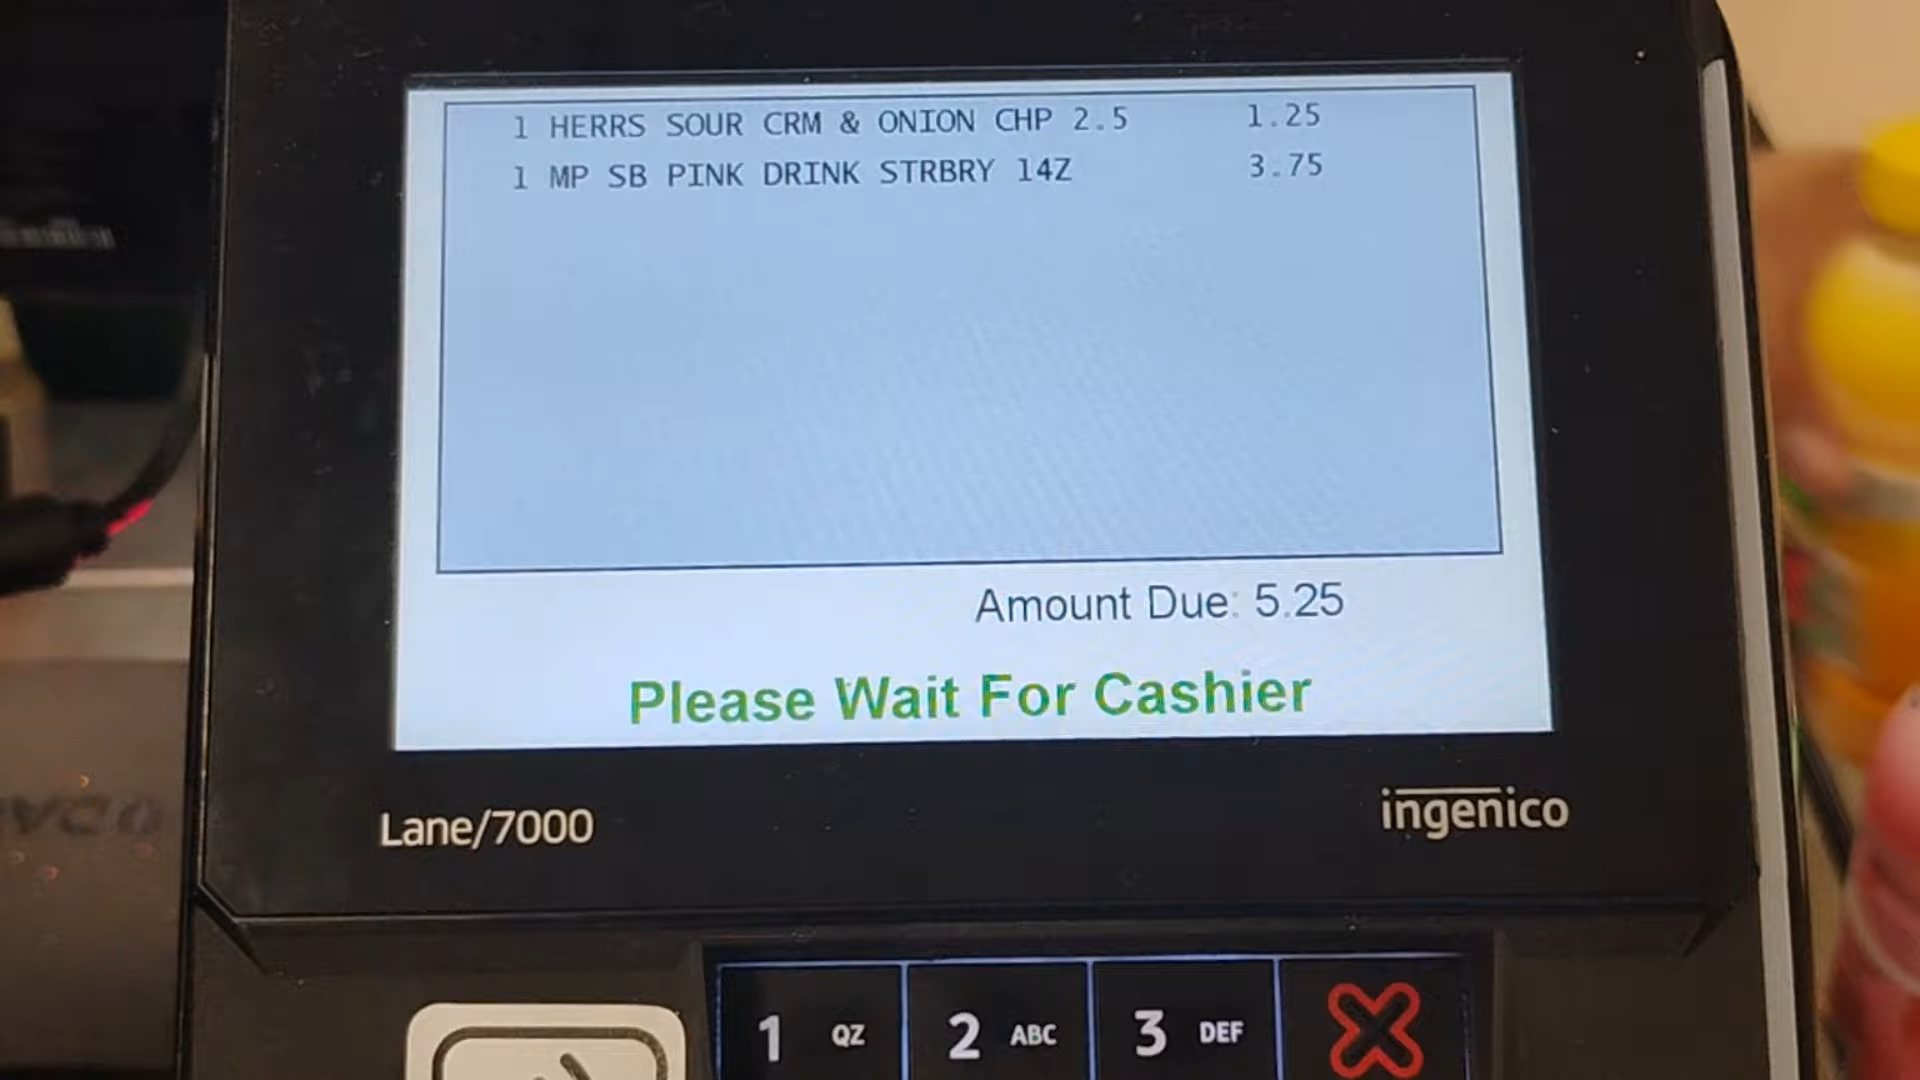 1 HERRS SOUR CRM & ONION CHP 2.5 1.25
1 MP SB PINK DRINK STRBRY 14Z 3.75
Amount Due: 5.25
Please Wait For Cashier
Lane/7000 ingenico
1 QZ 2 ABC 3 DEF